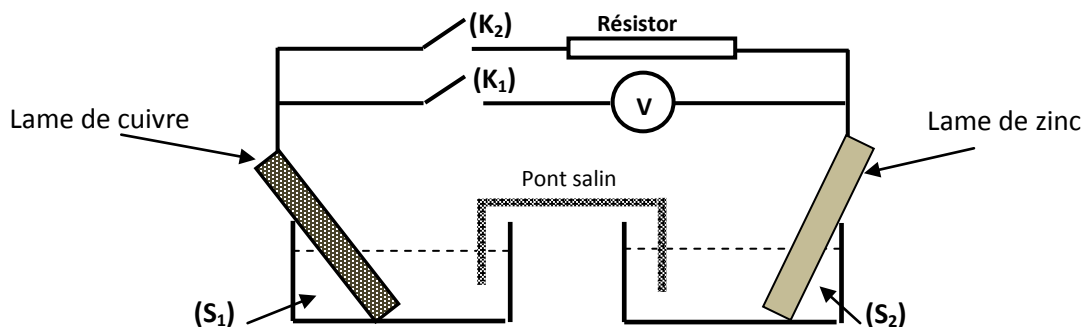 (K₂)
Résistor
(K₁)
V
Lame de cuivre
Lame de zinc
Pont salin
(S₁)
(S₂)